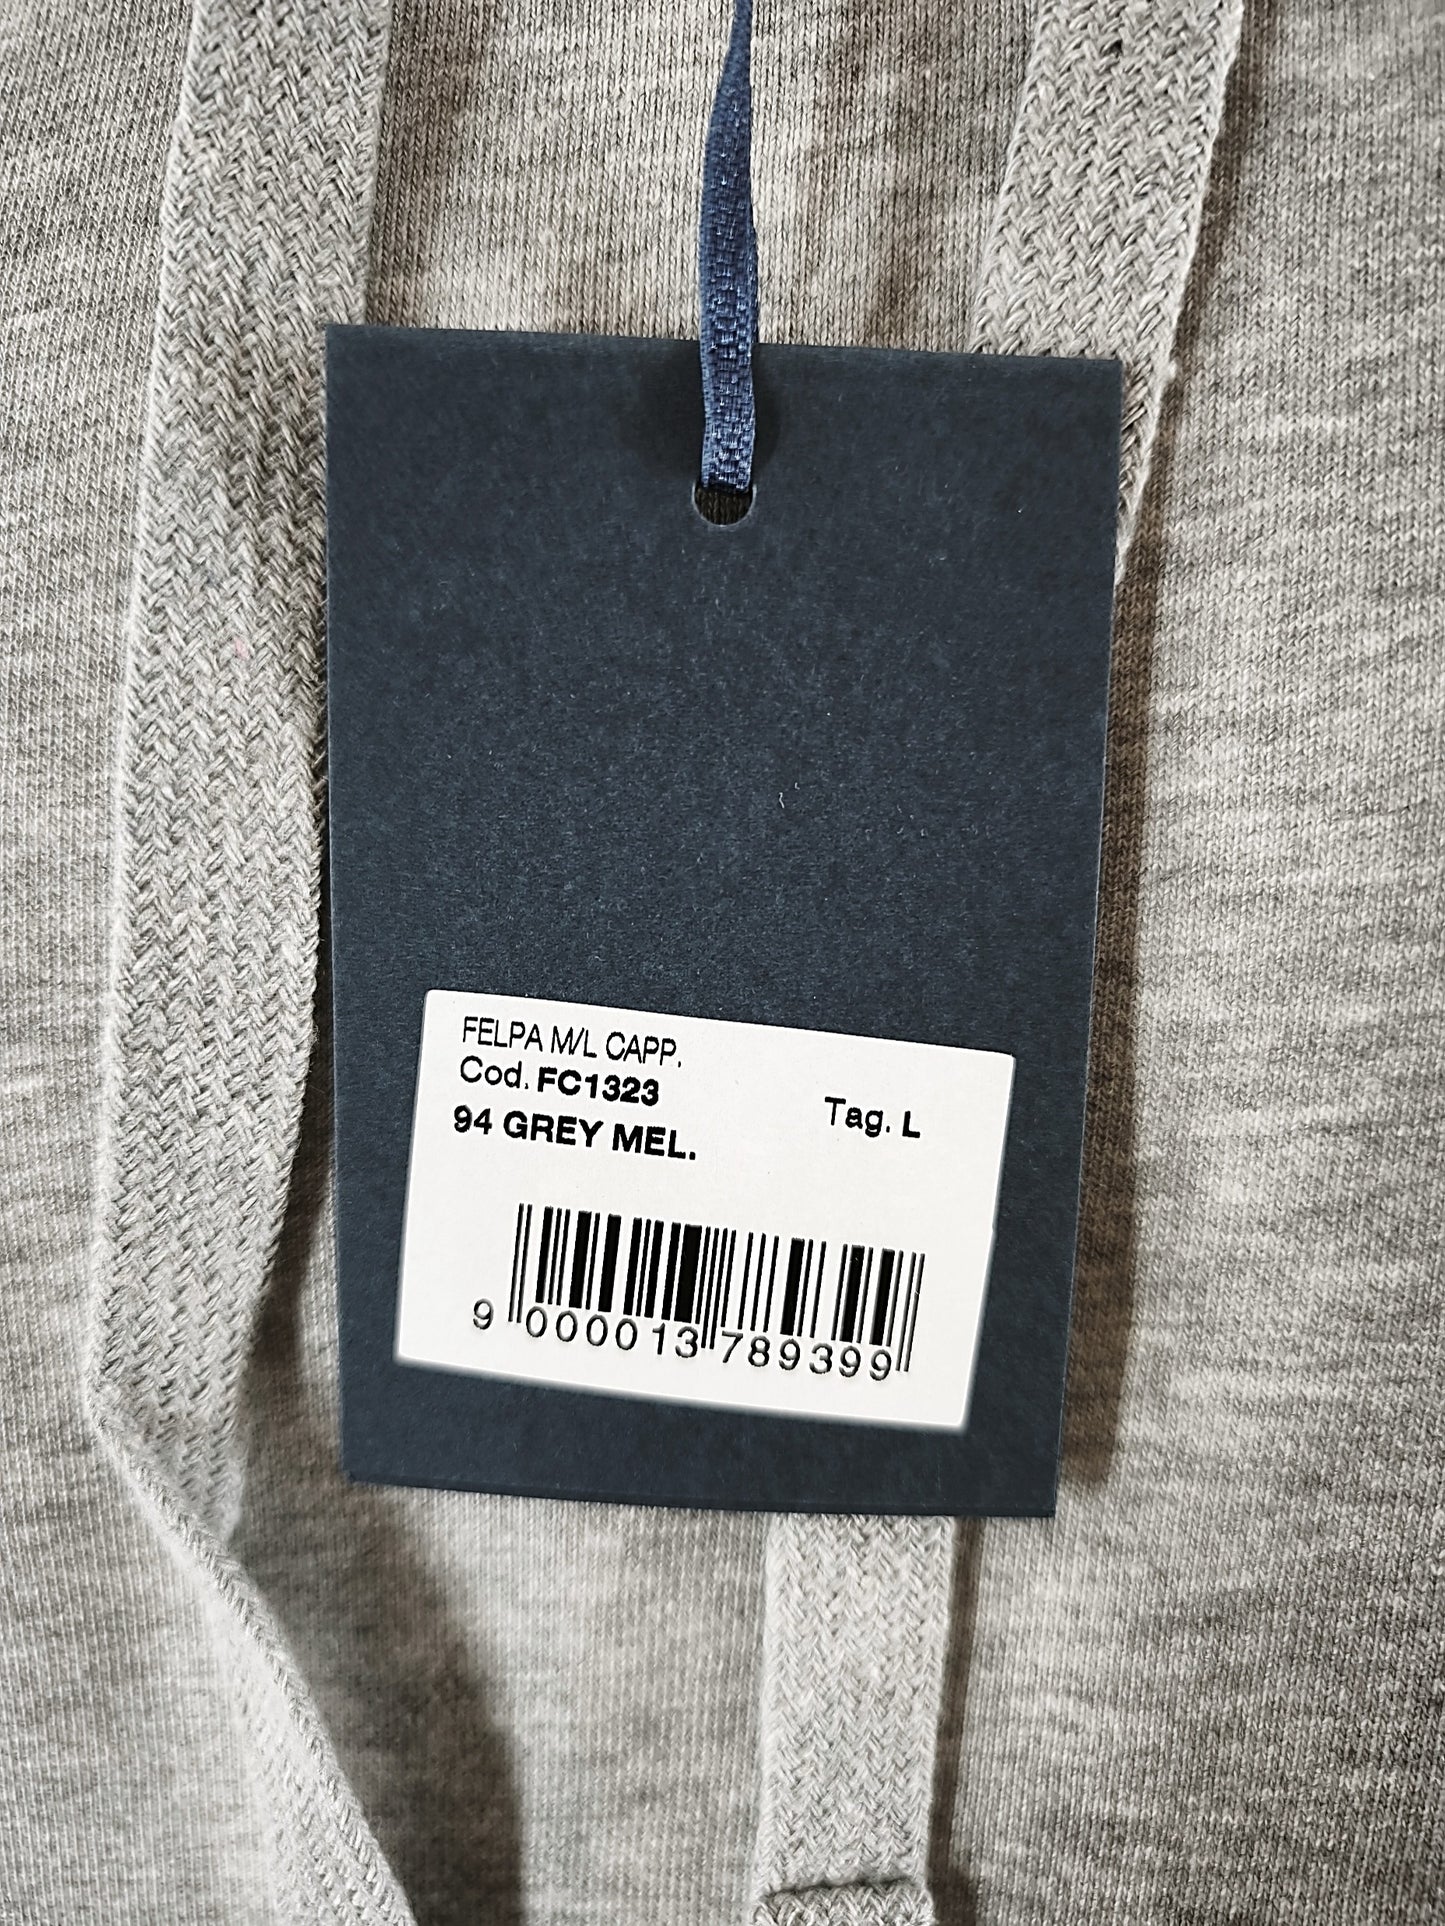 FELPA M/L CAPP.
Cod. FC1323
Tag. L
94 GREY MEL.
9 000013 789399